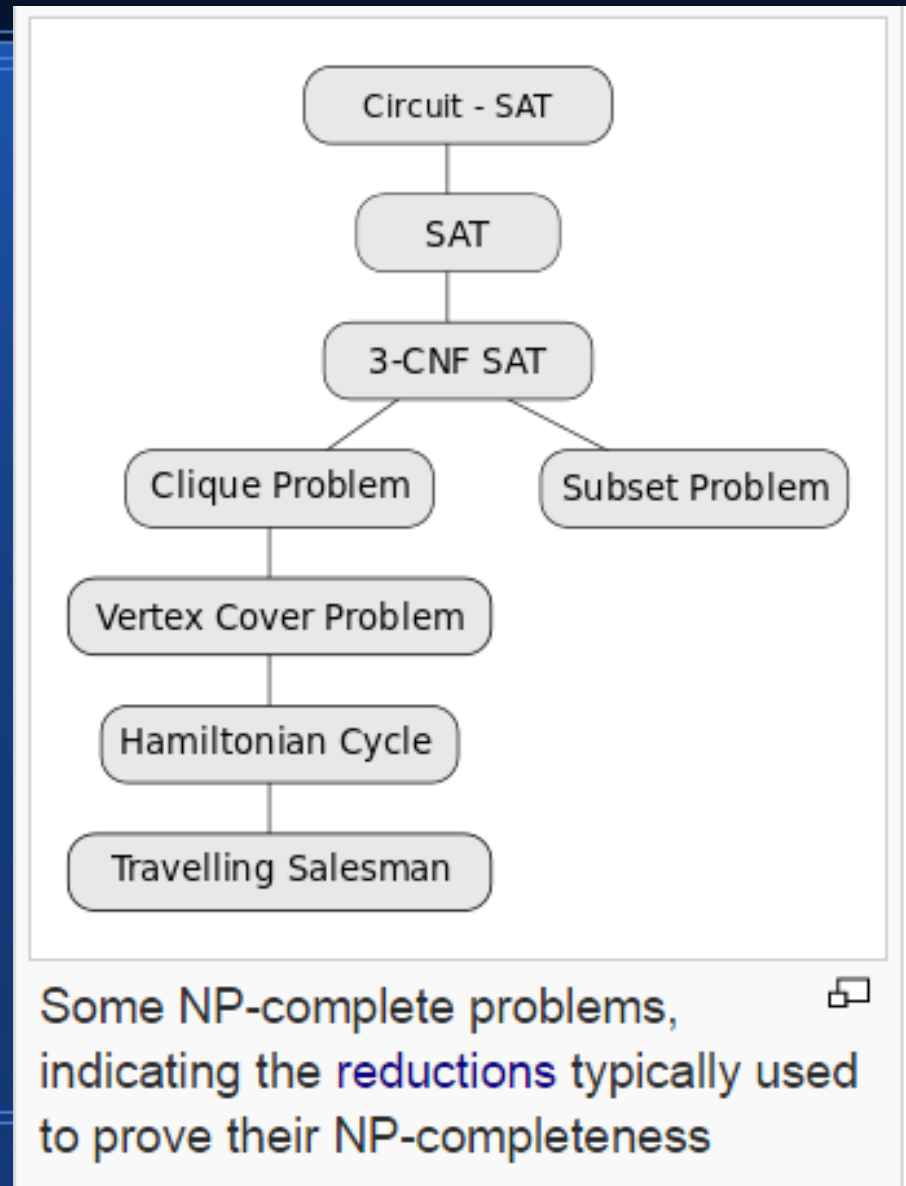 Circuit - SAT
SAT
3-CNF SAT
Clique Problem
Subset Problem
Vertex Cover Problem
Hamiltonian Cycle
Travelling Salesman
Some NP-complete problems,
indicating the reductions typically used
to prove their NP-completeness